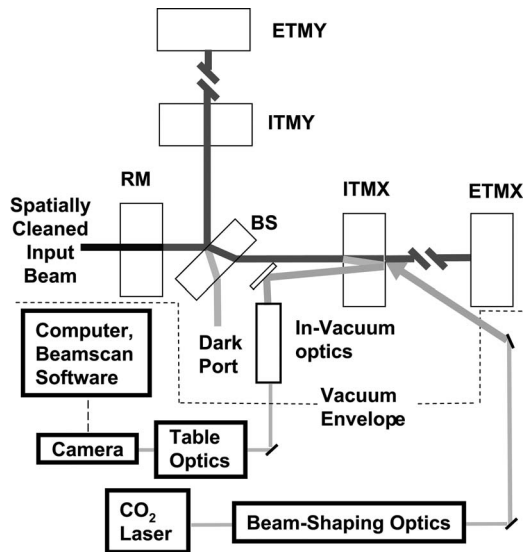 ETMY
ITMY
RM
ITMX
ETMX
Spatially
Cleaned
Input
Beam
BS
Dark
Port
In-Vacuum
optics
Computer,
Beamscan
Software
Vacuum
Envelope
Camera
Table
Optics
CO2
Laser
Beam-Shaping Optics